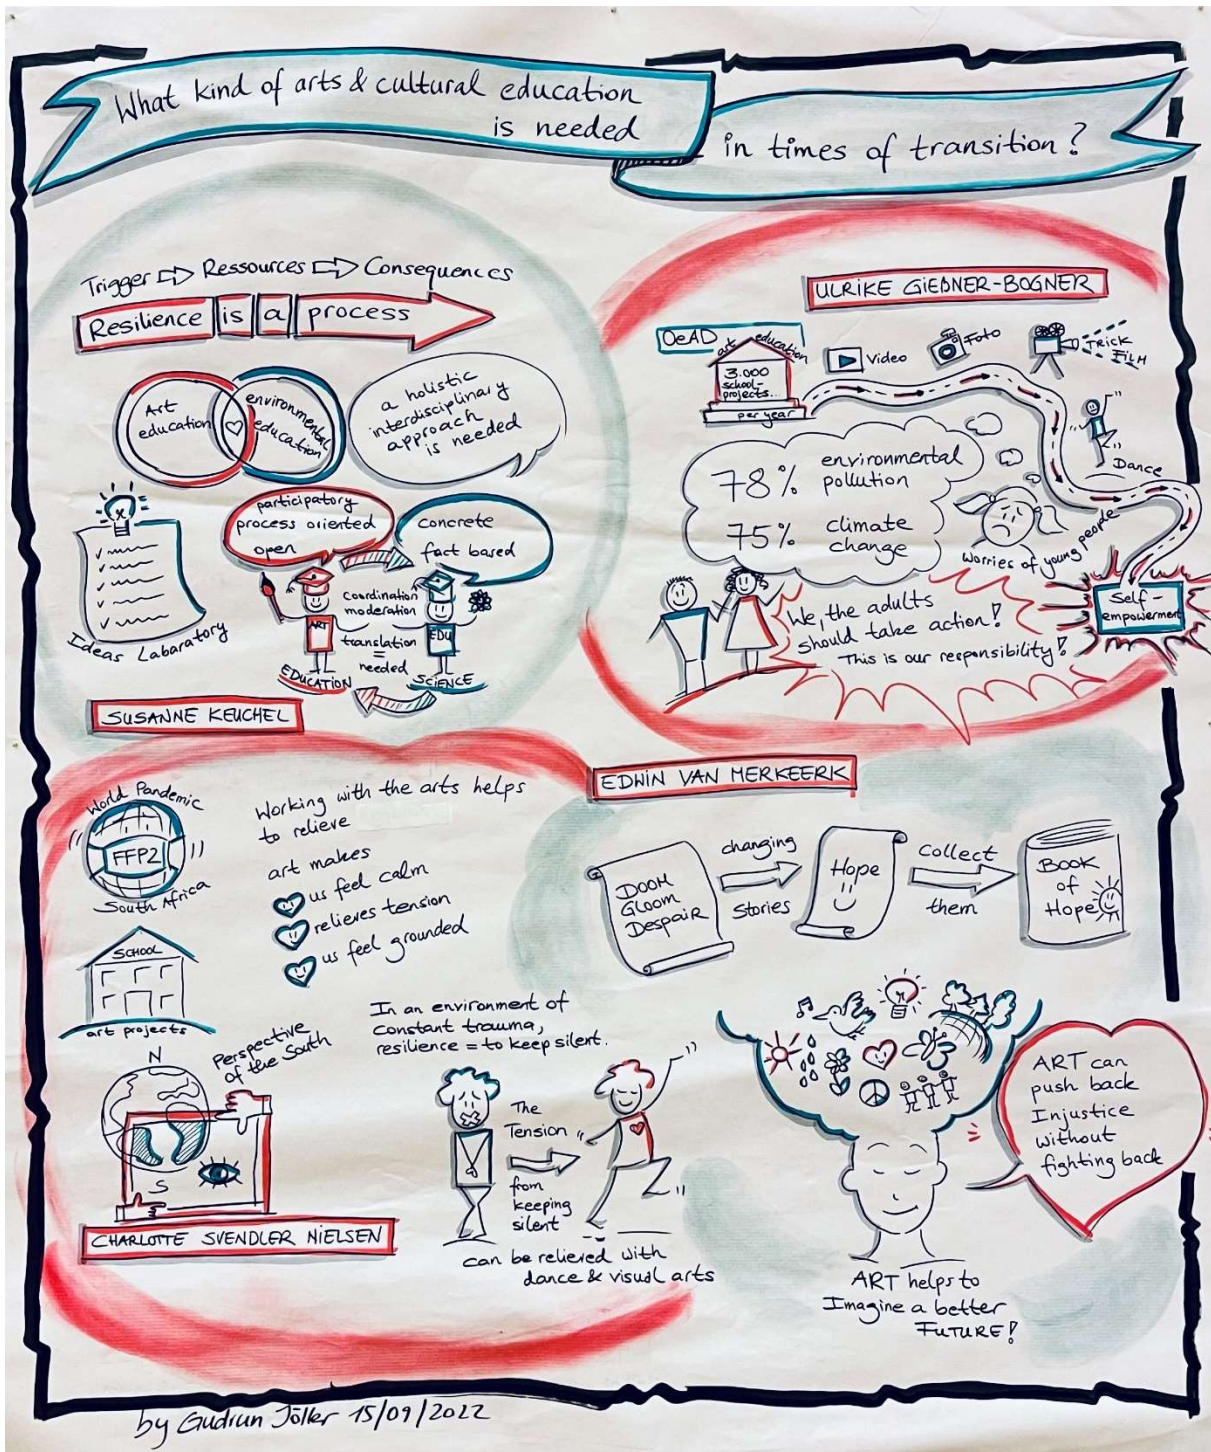 What kind of arts & cultural education
is needed
in times of transition?
Trigger ⇨ Ressources ⇨ Consequences
Resilience is a process
Art
education
environmental
education
a holistic
interdisciplinary
approach
is needed
participatory
process oriented
open
concrete
fact based
Coordination
moderation
translation
=
needed
ART
EDU
EDUCATION
SCIENCE
Ideas Labaratory
SUSANNE KEUCHEL
ULRIKE GIEßNER-BOGNER
OeAD
art education
3.000
school-
projects...
per year
Video
Foto
TRICK
FILM
Dance
78% environmental
pollution
75% climate
change
Worries of young people
Self-
empowerment
We, the adults
should take action!
This is our responsibility!
World Pandemic
FFP2
South Africa
SCHOOL
art projects
Working with the arts helps
to relieve
art makes
us feel calm
relieves tension
us feel grounded
Perspective
of the South
N
S
CHARLOTTE SVENDLER NIELSEN
In an environment of
constant trauma,
resilience = to keep silent.
The
Tension
from
keeping
silent
can be relieved with
dance & visual arts
EDWIN VAN MERKEERK
DOOM
GLOOM
Despair
changing
Stories
Hope
Collect
them
BOOK
of
Hope
ART can
push back
Injustice
without
fighting back
ART helps to
Imagine a better
FUTURE!
by Gudrun Jöller 15/09/2022